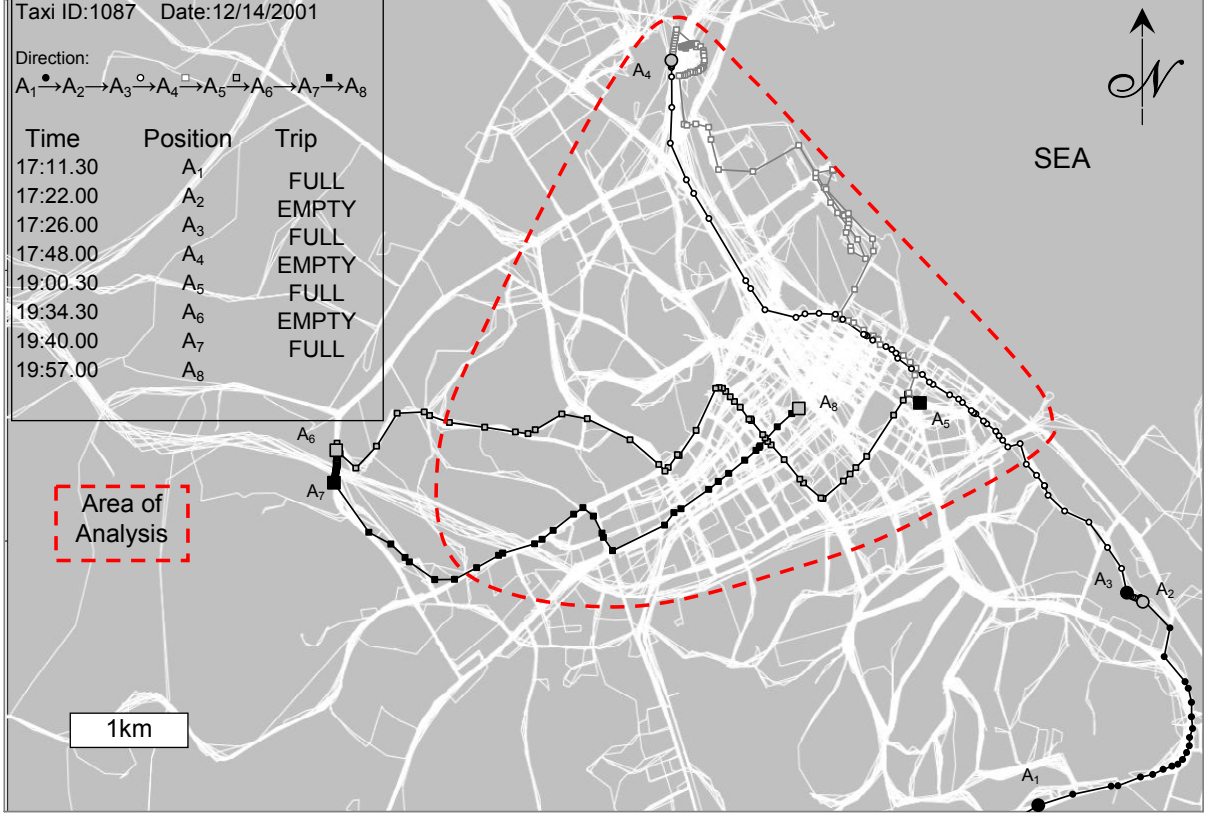 Taxi ID:1087 Date:12/14/2001
Direction:
A1 A2 A3 A4 A5 A6 A7 A8
Time Position Trip
17:11.30 A1
FULL
17:22.00 A2
EMPTY
17:26.00 A3
FULL
17:48.00 A4
EMPTY
19:00.30 A5
FULL
19:34.30 A6
EMPTY
19:40.00 A7
FULL
19:57.00 A8
A4
N
SEA
A8
A5
A6
A7
Area of
Analysis
A3
A2
1km
A1